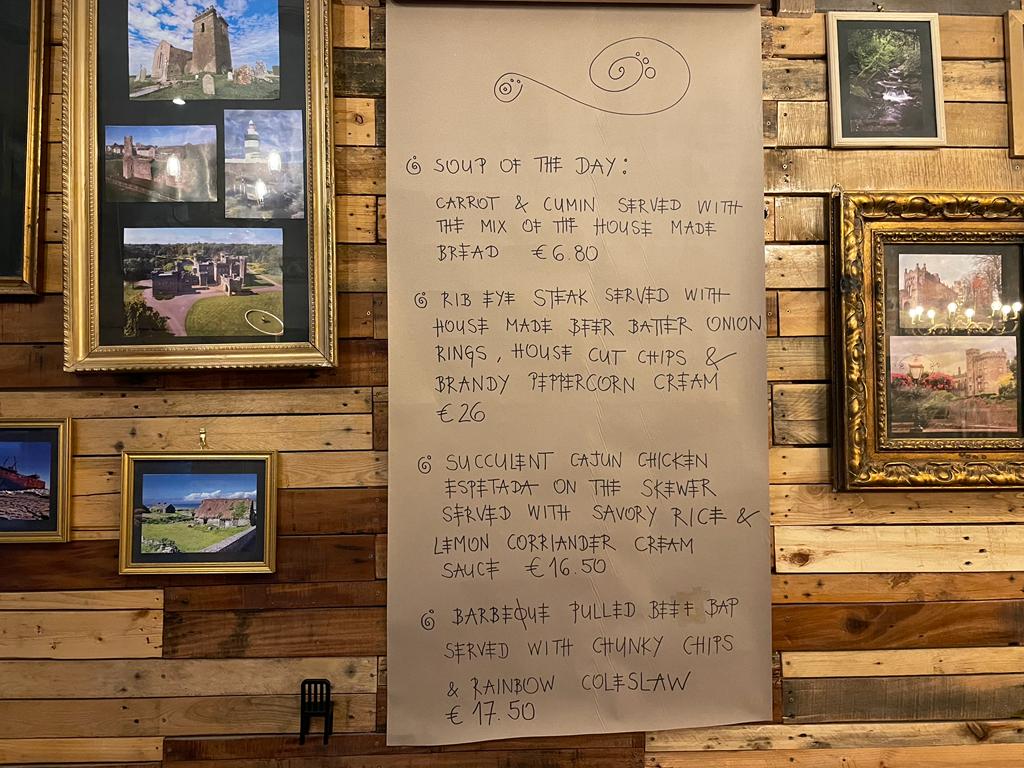 SOUP OF THE DAY:
CARROT & CUMIN SERVED WITH
THE MIX OF THE HOUSE MADE
BREAD €6.80
RIB EYE STEAK SERVED WITH
HOUSE MADE BEER BATTER ONION
RINGS, HOUSE CUT CHIPS &
BRANDY PEPPERCORN CREAM
€26
SUCCULENT CAJUN CHICKEN
ESPETADA ON THE SKEWER
SERVED WITH SAVORY RICE &
LEMON CORRIANDER CREAM
SAUCE €16.50
BARBEQUE PULLED BEEF BAP
SERVED WITH CHUNKY CHIPS
& RAINBOW COLESLAW
€17.50